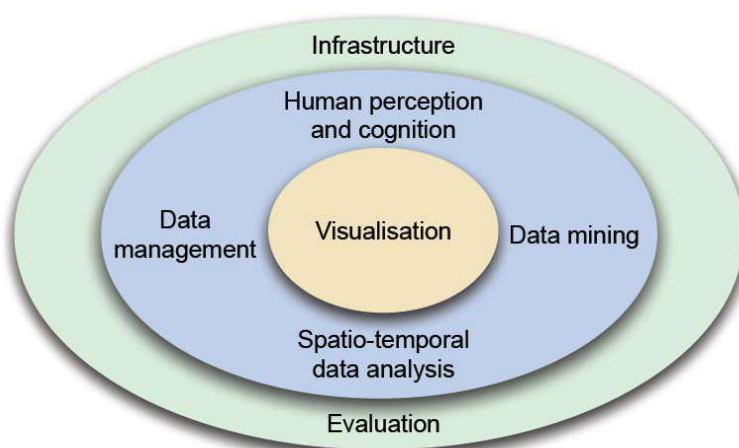 Infrastructure
Human perception
and cognition
Data
management
Visualisation
Data mining
Spatio-temporal
data analysis
Evaluation